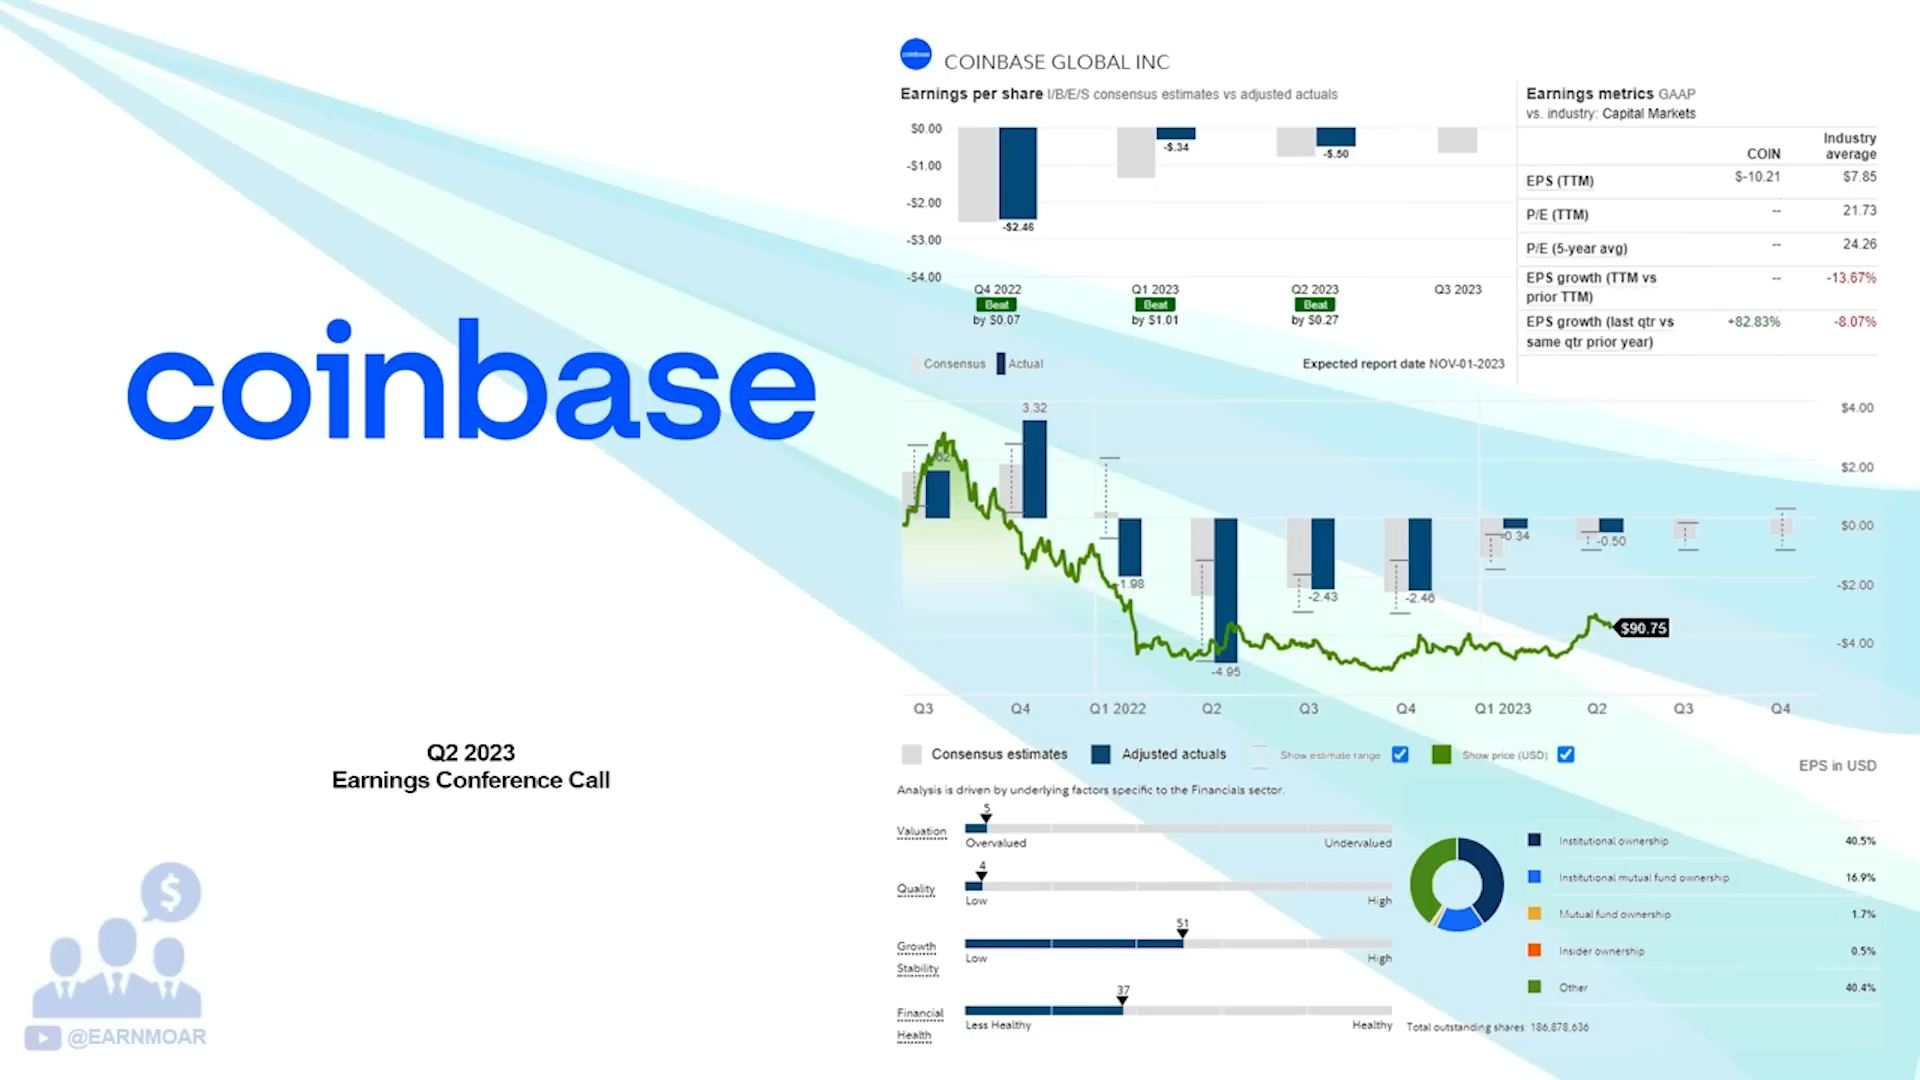 coinbase
Q2 2023
Earnings Conference Call
$
@EARNMOAR
coinbase
COINBASE GLOBAL INC
Earnings per share I/B/E/S consensus estimates vs adjusted actuals
$0.00
-$1.00
-$2.00
-$3.00
-$4.00
-$2.46
-$.34
-$.50
Q4 2022 Q1 2023 Q2 2023 Q3 2023
Beat Beat Beat
by $0.07 by $1.01 by $0.27
Consensus Actual
Expected report date NOV-01-2023
Earnings metrics GAAP
vs. industry: Capital Markets
COIN Industry average
EPS (TTM) $-10.21 $7.85
P/E (TTM) -- 21.73
P/E (5-year avg) -- 24.26
EPS growth (TTM vs prior TTM) -- -13.67%
EPS growth (last qtr vs same qtr prior year) +82.83% -8.07%
3.32
-1.98
-4.95
-2.43
-2.46
-0.34
-0.50
$90.75
$4.00
$2.00
$0.00
-$2.00
-$4.00
Q3 Q4 Q1 2022 Q2 Q3 Q4 Q1 2023 Q2 Q3 Q4
Consensus estimates Adjusted actuals Show estimate range Show price (USD)
EPS in USD
Analysis is driven by underlying factors specific to the Financials sector.
5
Valuation
Overvalued Undervalued
4
Quality
Low High
51
Growth
Stability
Low High
37
Financial
Health
Less Healthy Healthy
Institutional ownership 40.5%
Institutional mutual fund ownership 16.9%
Mutual fund ownership 1.7%
Insider ownership 0.5%
Other 40.4%
Total outstanding shares: 186,878,636